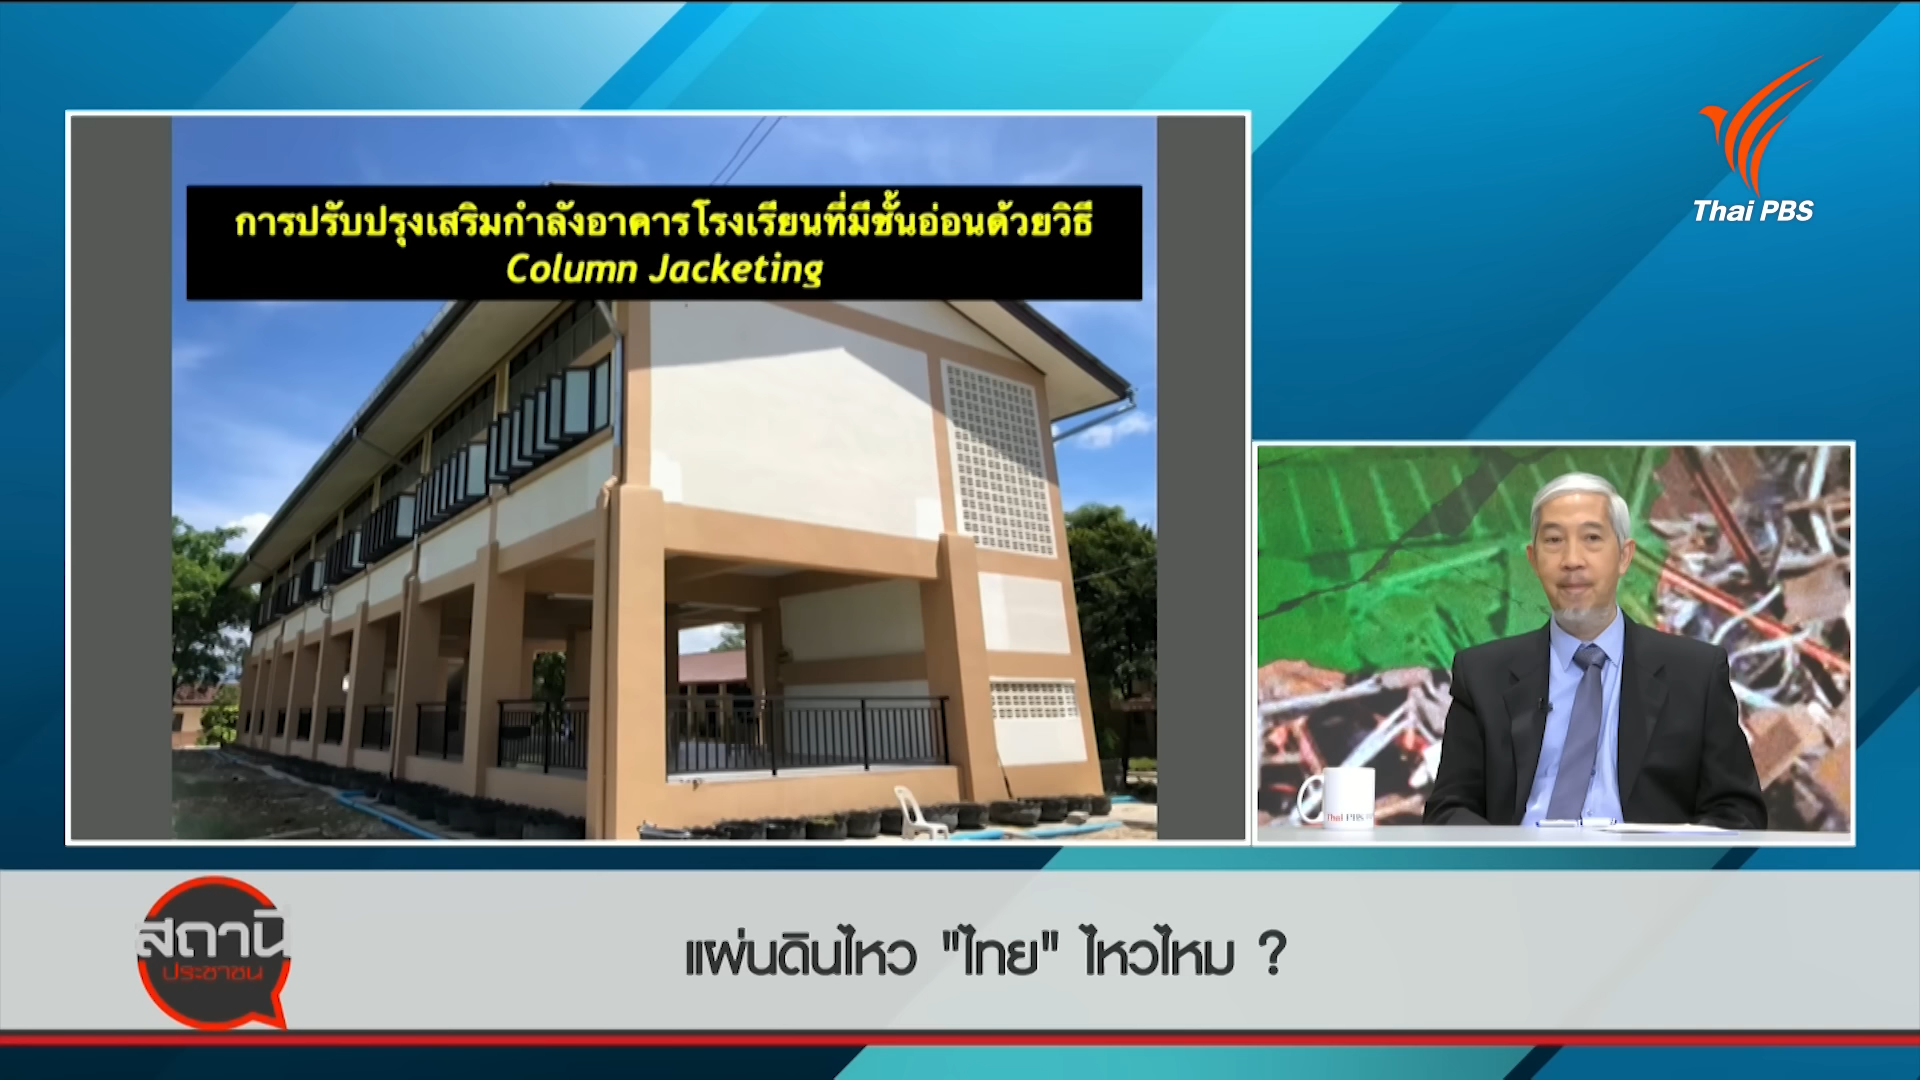 การปรับปรุงเสริมกำลังอาคารโรงเรียนที่มีชั้นอ่อนด้วยวิธี
Column Jacketing
Thai PBS
Thai PBS
สถานี
ประชาชน
แผ่นดินไหว "ไทย" ไหวไหม ?